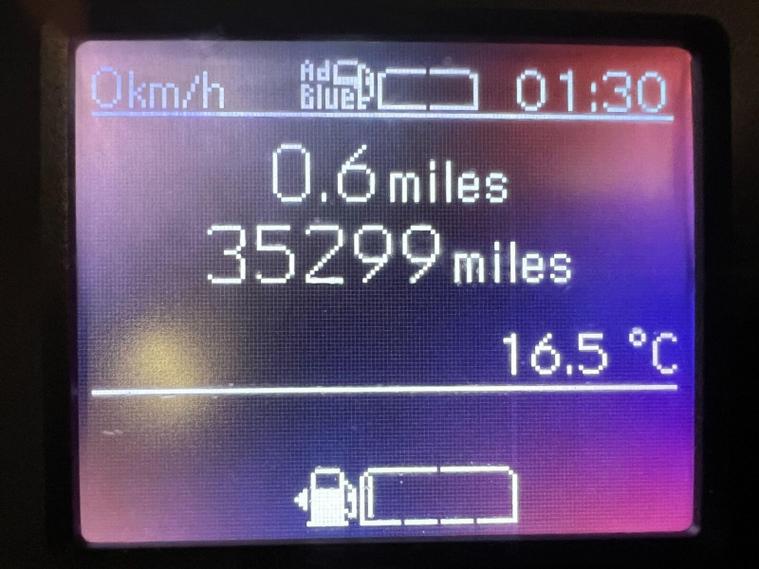 0km/h AdBlue 01:30
0.6 miles
35299 miles
16.5 °C